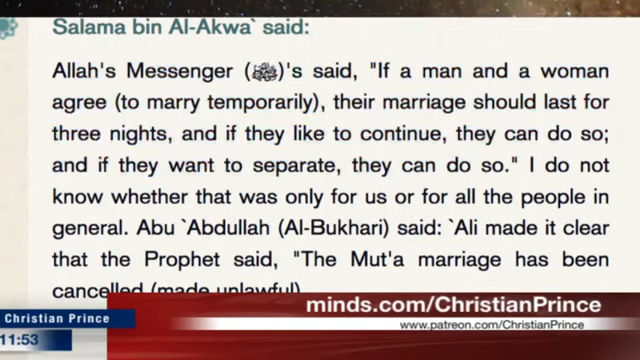 Salama bin Al-Akwa` said:
Allah's Messenger (ﷺ)'s said, "If a man and a woman
agree (to marry temporarily), their marriage should last for
three nights, and if they like to continue, they can do so;
and if they want to separate, they can do so." I do not
know whether that was only for us or for all the people in
general. Abu `Abdullah (Al-Bukhari) said: `Ali made it clear
that the Prophet said, "The Mut'a marriage has been
cancelled (made unlawful).
minds.com/ChristianPrince
Christian Prince
www.patreon.com/ChristianPrince
11:53